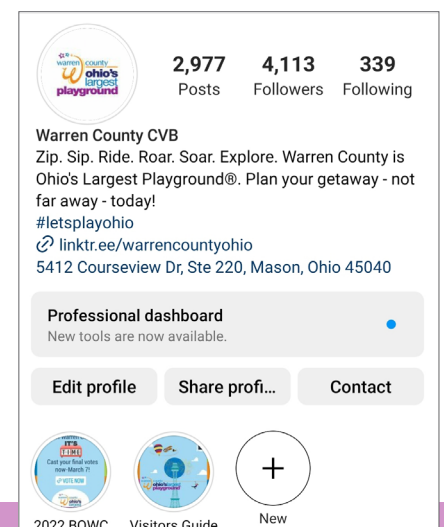 warren county
ohio's
largest
playground
2,977 4,113 339
Posts Followers Following
Warren County CVB
Zip. Sip. Ride. Roar. Soar. Explore. Warren County is
Ohio's Largest Playground®. Plan your getaway - not
far away - today!
#letsplayohio
linktr.ee/warrencountyohio
5412 Courseview Dr, Ste 220, Mason, Ohio 45040
Professional dashboard
New tools are now available.
Edit profile Share profi... Contact
IT'S
TIME
Cast your final votes
now-March 7!
VOTE NOW
playground
2022 BOWC Visitors Guide New